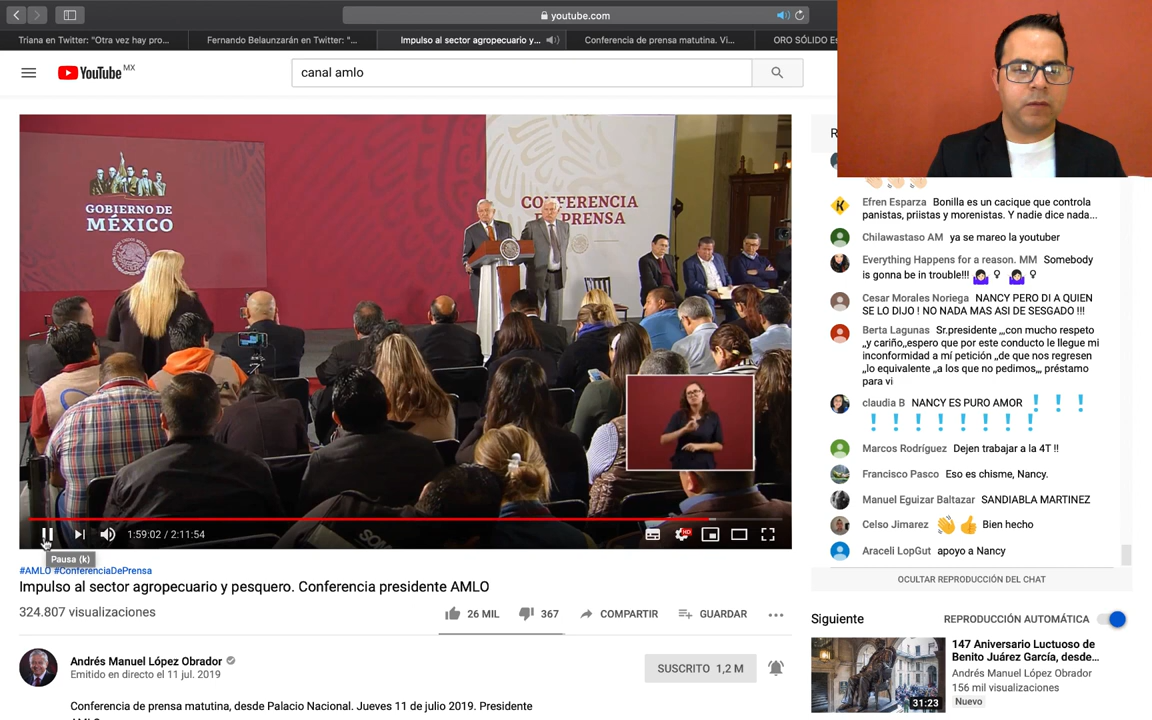 youtube.com
Triana en Twitter: "Otra vez hay pro...
Fernando Belaunzarán en Twitter: "...
Impulso al sector agropecuario y...
Conferencia de prensa matutina. Vi...
ORO SÓLIDO Es
YouTube MX
canal amlo
GOBIERNO DE
MÉXICO
CONFERENCIA
DE PRENSA
1:59:02 / 2:11:54
HD
Pausa (k)
#AMLO #ConferenciaDePrensa
Impulso al sector agropecuario y pesquero. Conferencia presidente AMLO
324.807 visualizaciones
26 MIL
367
COMPARTIR
GUARDAR
Andrés Manuel López Obrador
Emitido en directo el 11 jul. 2019
SUSCRITO 1,2 M
Conferencia de prensa matutina, desde Palacio Nacional. Jueves 11 de julio 2019. Presidente
R
Efren Esparza Bonilla es un cacique que controla
panistas, priistas y morenistas. Y nadie dice nada...
K
Chilawastaso AM ya se mareo la youtuber
Everything Happens for a reason. MM Somebody
is gonna be in trouble!!! 🤷🏻 ♀ 🤷🏻 ♀
Cesar Morales Noriega NANCY PERO DI A QUIEN
SE LO DIJO ! NO NADA MAS ASI DE SESGADO !!!
Berta Lagunas Sr.presidente ,,,con mucho respeto
,,y cariño,,espero que por este conducto le llegue mi
inconformidad a mí petición ,,de que nos regresen
,,lo equivalente ,,a los que no pedimos,,, préstamo
para vi
claudia B NANCY ES PURO AMOR ❗❗❗
❗❗❗❗❗❗❗❗
Marcos Rodríguez Dejen trabajar a la 4T !!
Francisco Pasco Eso es chisme, Nancy.
Manuel Eguizar Baltazar SANDIABLA MARTINEZ
Celso Jimarez 👋👍 Bien hecho
Araceli LopGut apoyo a Nancy
OCULTAR REPRODUCCIÓN DEL CHAT
Siguiente
REPRODUCCIÓN AUTOMÁTICA
147 Aniversario Luctuoso de
Benito Juárez García, desde...
Andrés Manuel López Obrador
156 mil visualizaciones
Nuevo
31:23